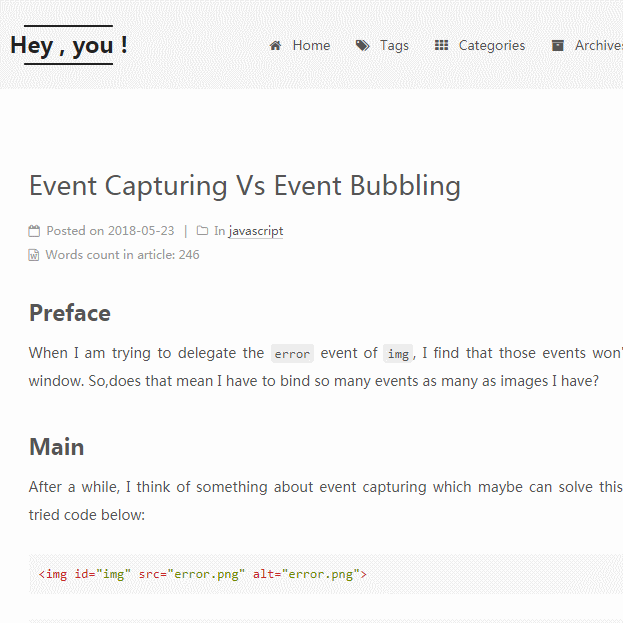 Hey , you !
Home Tags Categories Archives
Event Capturing Vs Event Bubbling
Posted on 2018-05-23 | In javascript
Words count in article: 246
Preface
When I am trying to delegate the error event of img, I find that those events won'
window. So,does that mean I have to bind so many events as many as images I have?
Main
After a while, I think of something about event capturing which maybe can solve this
tried code below:
<img id="img" src="error.png" alt="error.png">